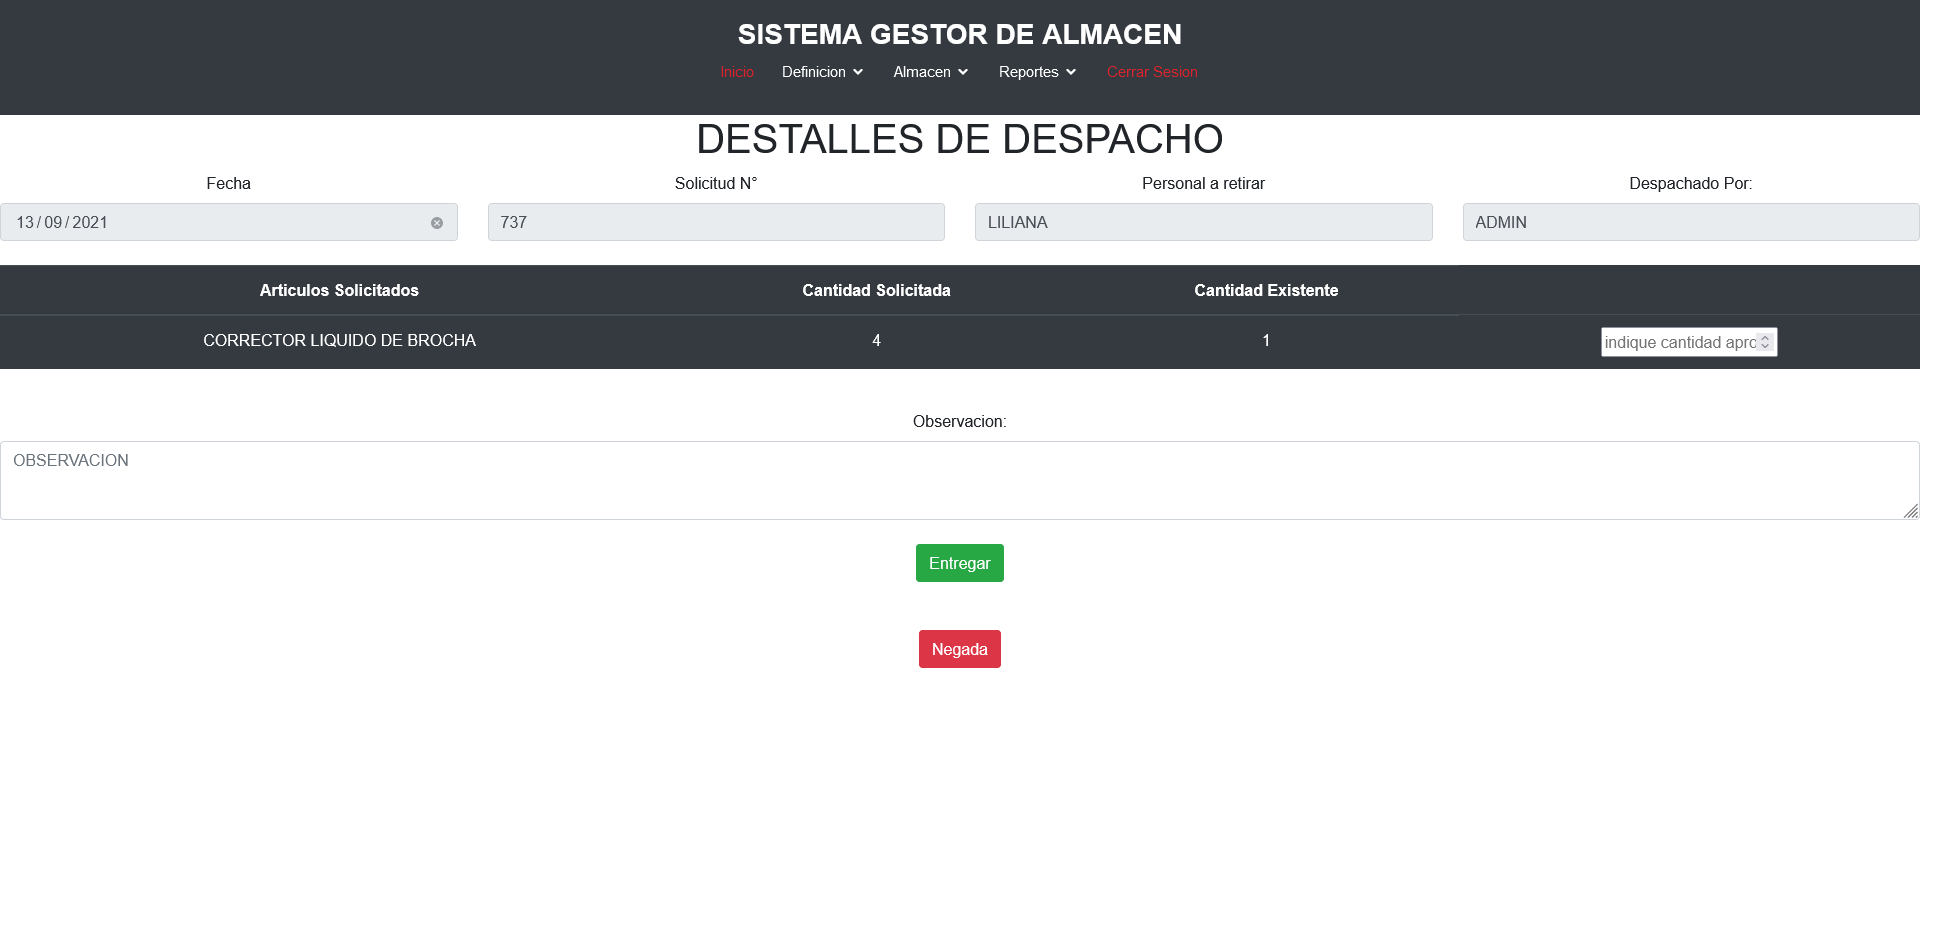 SISTEMA GESTOR DE ALMACEN
Inicio Definicion Almacen Reportes Cerrar Sesion
DESTALLES DE DESPACHO
Fecha Solicitud N° Personal a retirar Despachado Por:
13/09/2021 737 LILIANA ADMIN
Articulos Solicitados Cantidad Solicitada Cantidad Existente
CORRECTOR LIQUIDO DE BROCHA 4 1 indique cantidad apro
Observacion:
OBSERVACION
Entregar
Negada